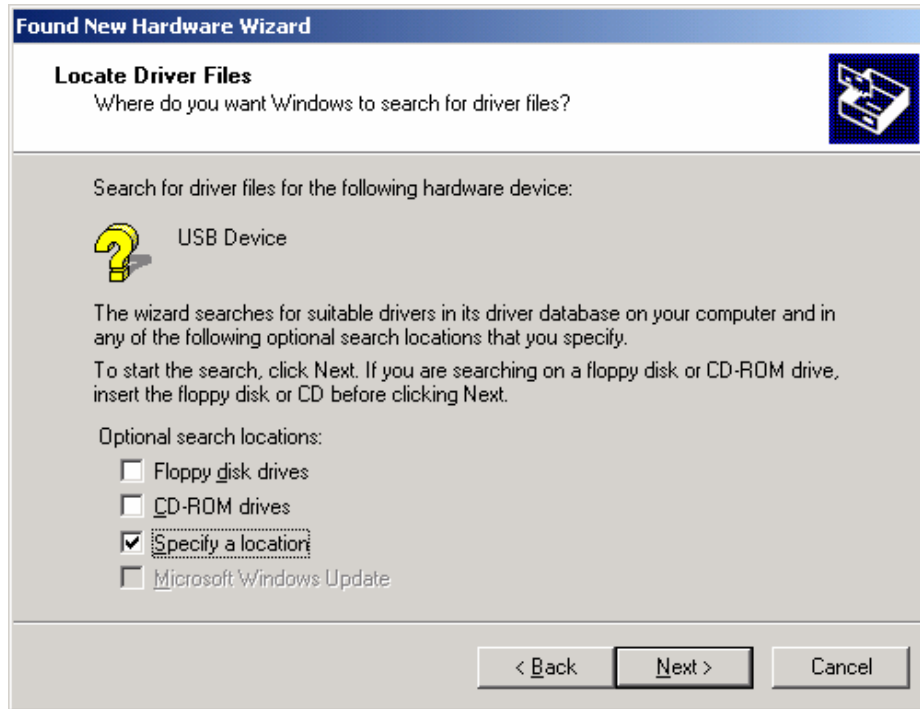 Found New Hardware Wizard
Locate Driver Files
Where do you want Windows to search for driver files?
Search for driver files for the following hardware device:
USB Device
The wizard searches for suitable drivers in its driver database on your computer and in
any of the following optional search locations that you specify.
To start the search, click Next. If you are searching on a floppy disk or CD-ROM drive,
insert the floppy disk or CD before clicking Next.
Optional search locations:
Floppy disk drives
CD-ROM drives
Specify a location
Microsoft Windows Update
< Back Next > Cancel